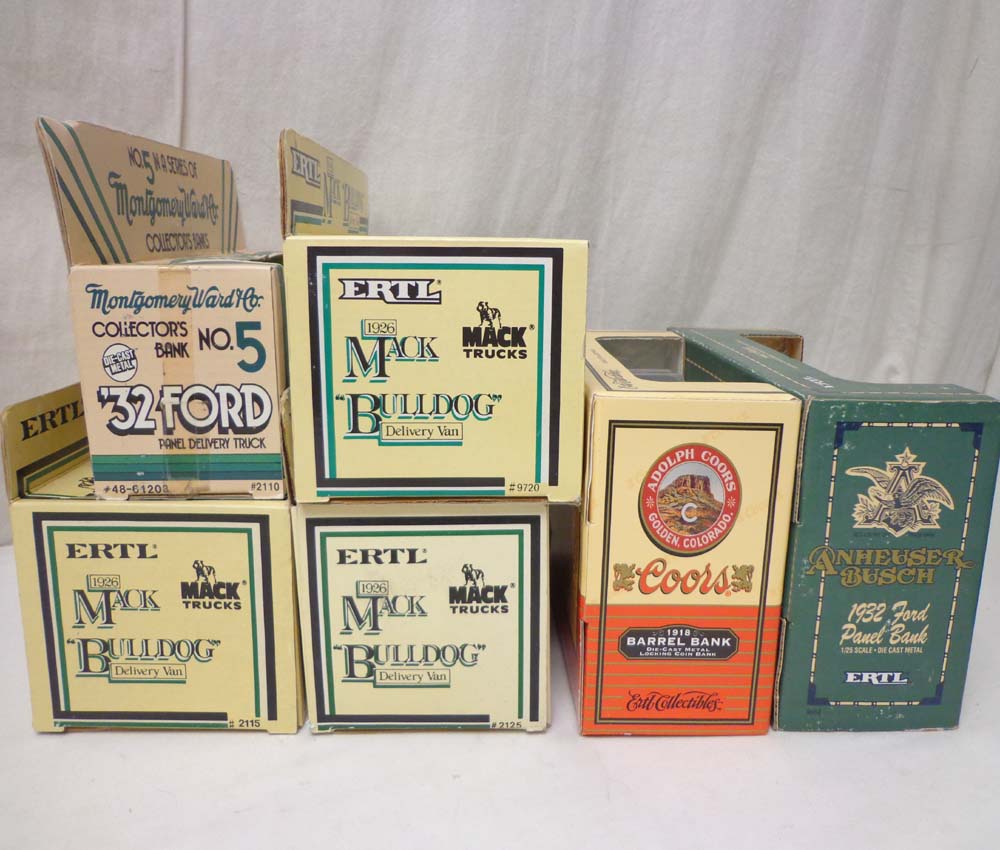 NO. 5 IN A SERIES OF
Montgomery Ward & Co.
COLLECTOR'S BANKS
ERTL
Montgomery Ward & Co.
COLLECTOR'S
BANK NO. 5
DIE-CAST
METAL
'32 FORD
PANEL DELIVERY TRUCK
#2110
ERTL
1926
MACK
"BULLDOG"
Delivery Van
MACK®
TRUCKS
#9720
ERTL
ERTL
1926
MACK
"BULLDOG"
Delivery Van
MACK®
TRUCKS
#2115
ERTL
1926
MACK
"BULLDOG"
Delivery Van
MACK®
TRUCKS
#2125
ADOLPH COORS
C
GOLDEN, COLORADO.
Coors®
1918
BARREL BANK
DIE-CAST METAL
LOCKING COIN BANK
Ertl Collectibles
A
ANHEUSER
BUSCH
1932 Ford
Panel Bank
1/25 SCALE • DIE CAST METAL
ERTL